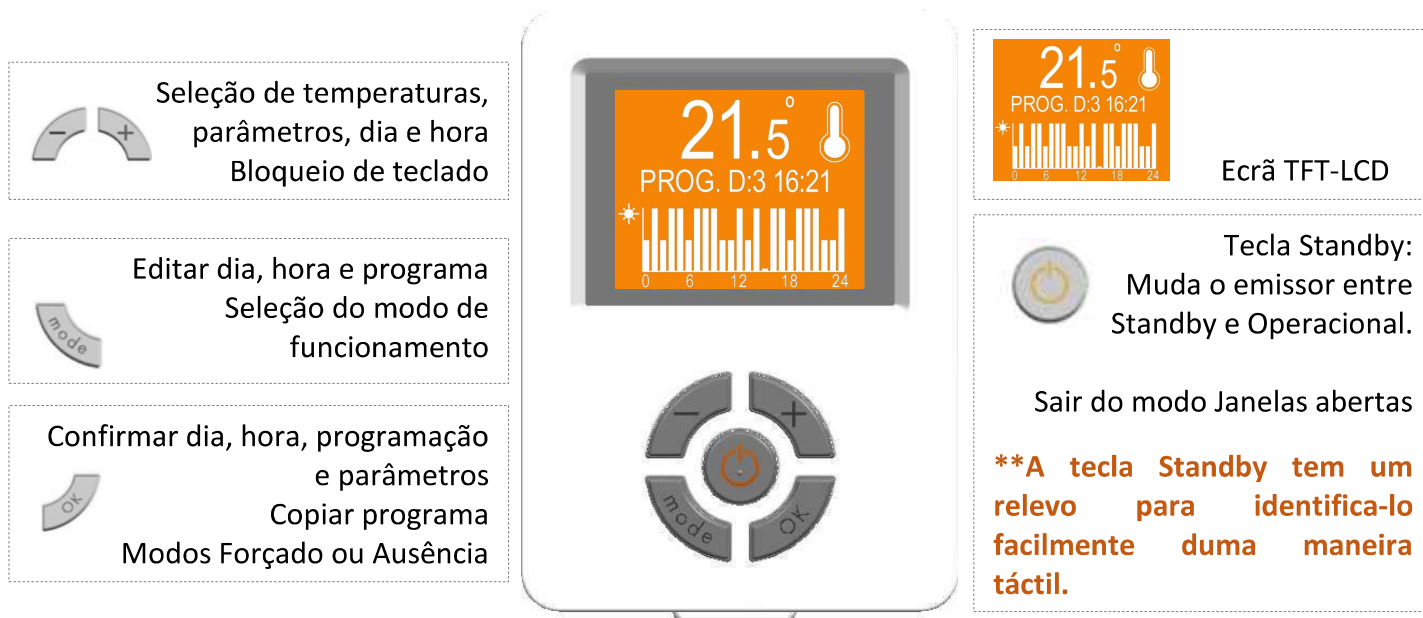 Seleção de temperaturas,
parâmetros, dia e hora
Bloqueio de teclado
− +
Editar dia, hora e programa
Seleção do modo de
funcionamento
mode
Confirmar dia, hora, programação
e parâmetros
Copiar programa
Modos Forçado ou Ausência
OK
21.5°
PROG. D:3 16:21
0 6 12 18 24
− +
mode OK
21.5°
PROG. D:3 16:21
0 6 12 18 24
Ecrã TFT-LCD
Tecla Standby:
Muda o emissor entre
Standby e Operacional.
Sair do modo Janelas abertas
**A tecla Standby tem um
relevo para identifica-lo
facilmente duma maneira
táctil.